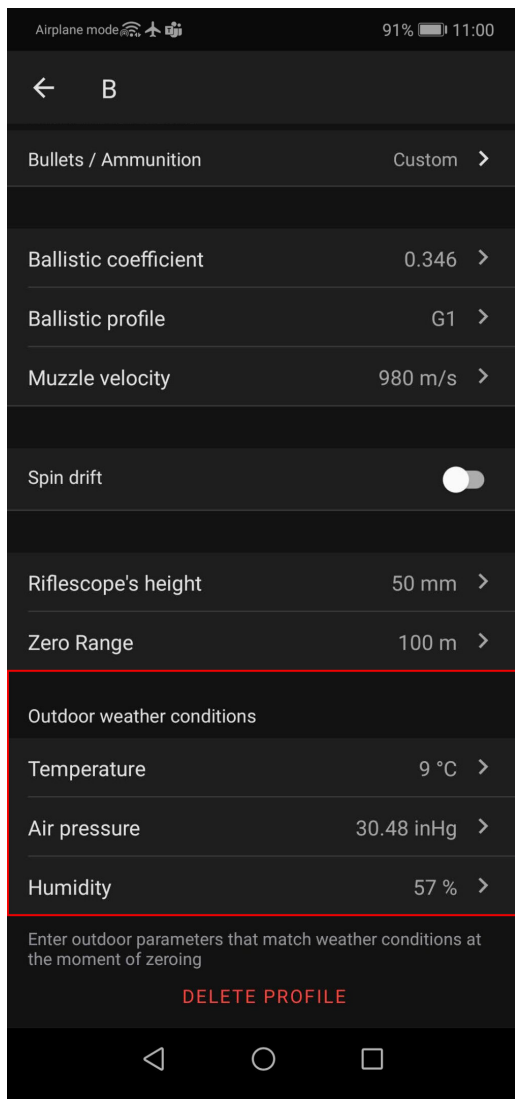 Airplane mode 91% 11:00
B
Bullets / Ammunition Custom
Ballistic coefficient 0.346
Ballistic profile G1
Muzzle velocity 980 m/s
Spin drift
Riflescope's height 50 mm
Zero Range 100 m
Outdoor weather conditions
Temperature 9 °C
Air pressure 30.48 inHg
Humidity 57 %
Enter outdoor parameters that match weather conditions at
the moment of zeroing
DELETE PROFILE